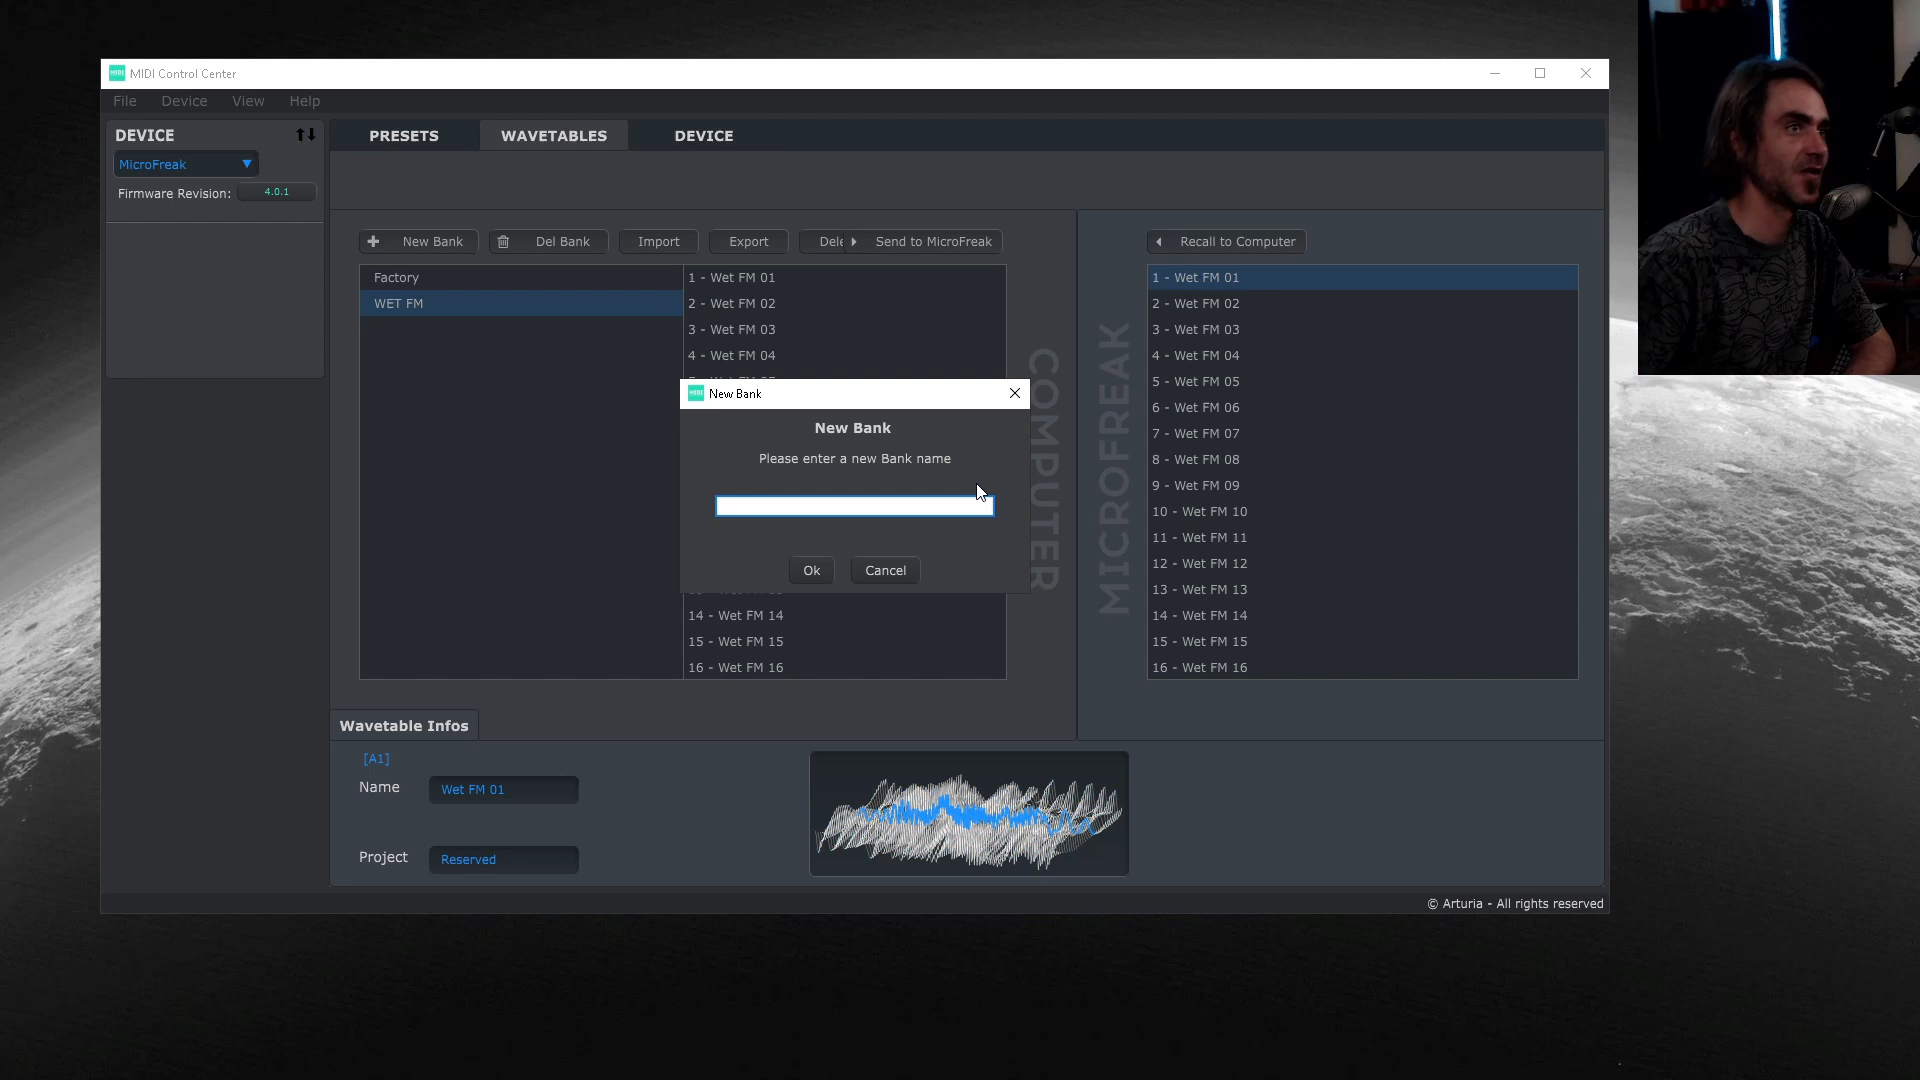 MIDI Control Center
File Device View Help
DEVICE
MicroFreak
Firmware Revision: 4.0.1
PRESETS WAVETABLES DEVICE
New Bank Del Bank Import Export Dele Send to MicroFreak
Recall to Computer
Factory
WET FM
1 - Wet FM 01
2 - Wet FM 02
3 - Wet FM 03
4 - Wet FM 04
14 - Wet FM 14
15 - Wet FM 15
16 - Wet FM 16
New Bank
New Bank
Please enter a new Bank name
Ok Cancel
COMPUTER
MICROFREAK
1 - Wet FM 01
2 - Wet FM 02
3 - Wet FM 03
4 - Wet FM 04
5 - Wet FM 05
6 - Wet FM 06
7 - Wet FM 07
8 - Wet FM 08
9 - Wet FM 09
10 - Wet FM 10
11 - Wet FM 11
12 - Wet FM 12
13 - Wet FM 13
14 - Wet FM 14
15 - Wet FM 15
16 - Wet FM 16
Wavetable Infos
[A1]
Name Wet FM 01
Project Reserved
© Arturia - All rights reserved